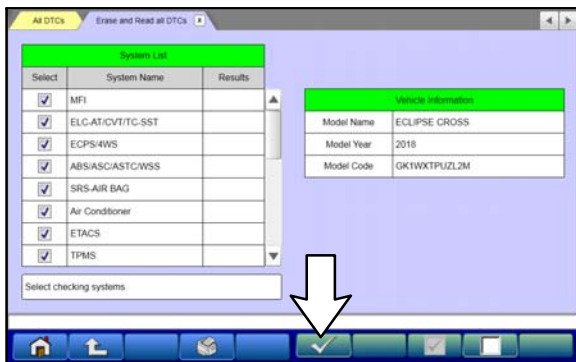 All DTCs Erase and Read all DTCs x
System List
Select System Name Results
MFI
ELC-AT/CVT/TC-SST
ECPS/4WS
ABS/ASC/ASTC/WSS
SRS-AIR BAG
Air Conditioner
ETACS
TPMS
Select checking systems
Vehicle Information
Model Name ECLIPSE CROSS
Model Year 2018
Model Code GK1WXTPUZL2M